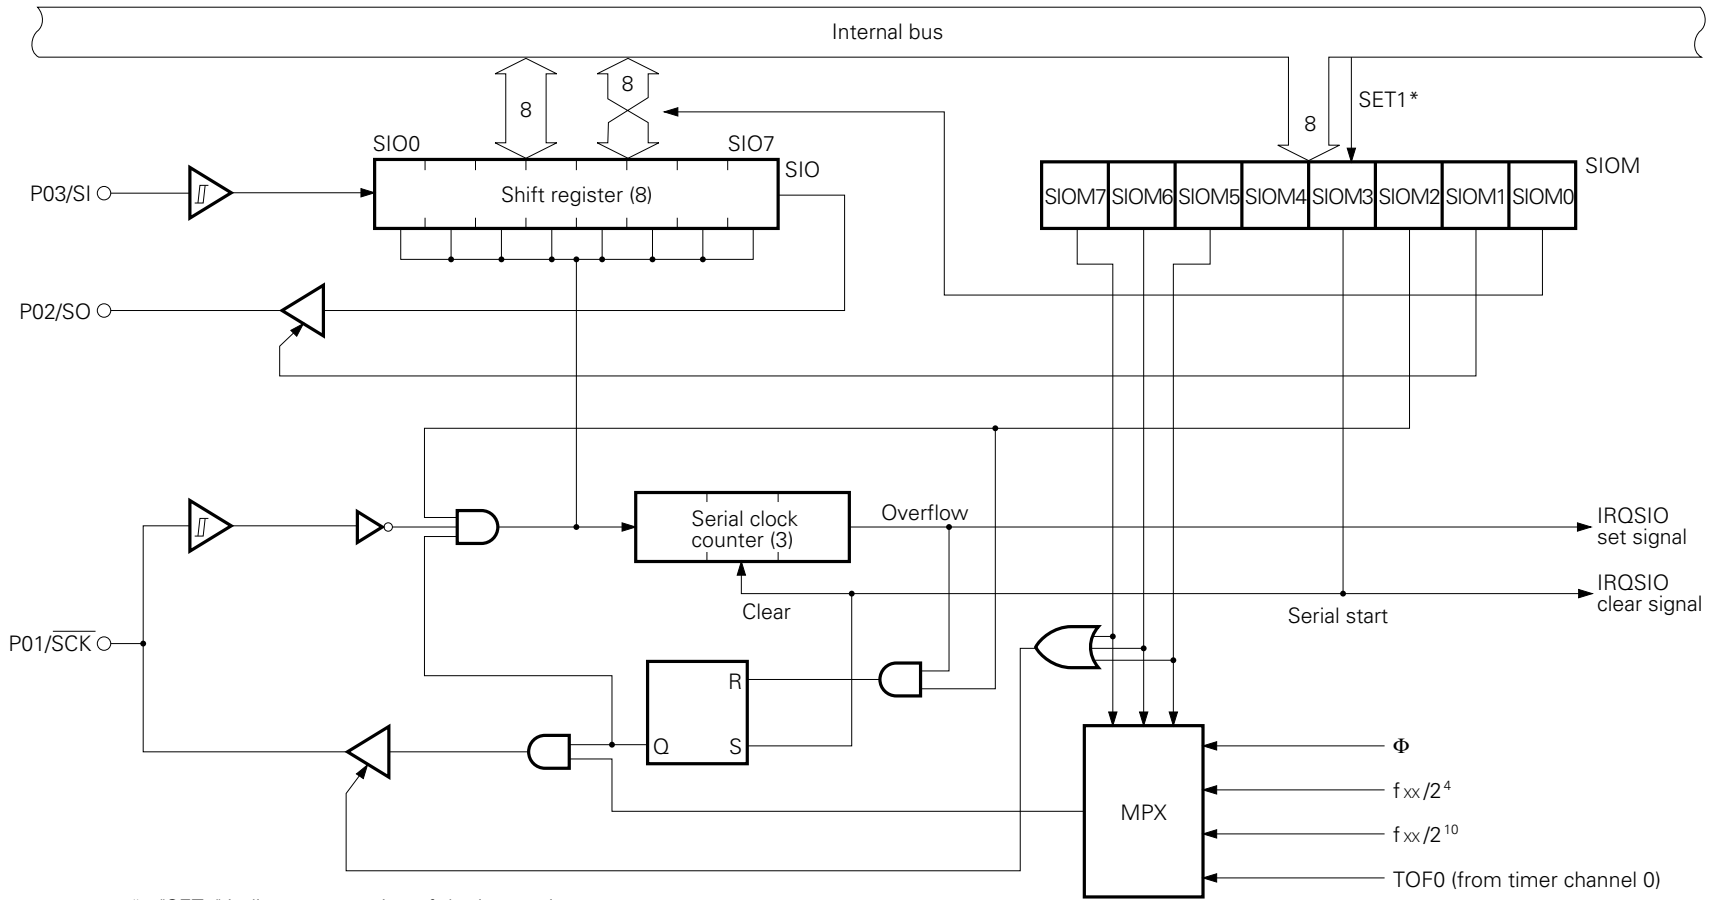 Internal bus
8
8
SET1*
8
SIO0
SIO7
SIO
SIOM
P03/SI
Shift register (8)
SIOM7
SIOM6
SIOM5
SIOM4
SIOM3
SIOM2
SIOM1
SIOM0
P02/SO
Serial clock
counter (3)
Overflow
IRQSIO
set signal
Clear
Serial start
IRQSIO
clear signal
P01/SCK
R
Q
S
MPX
Φ
fxx/2⁴
fxx/2¹⁰
TOF0 (from timer channel 0)